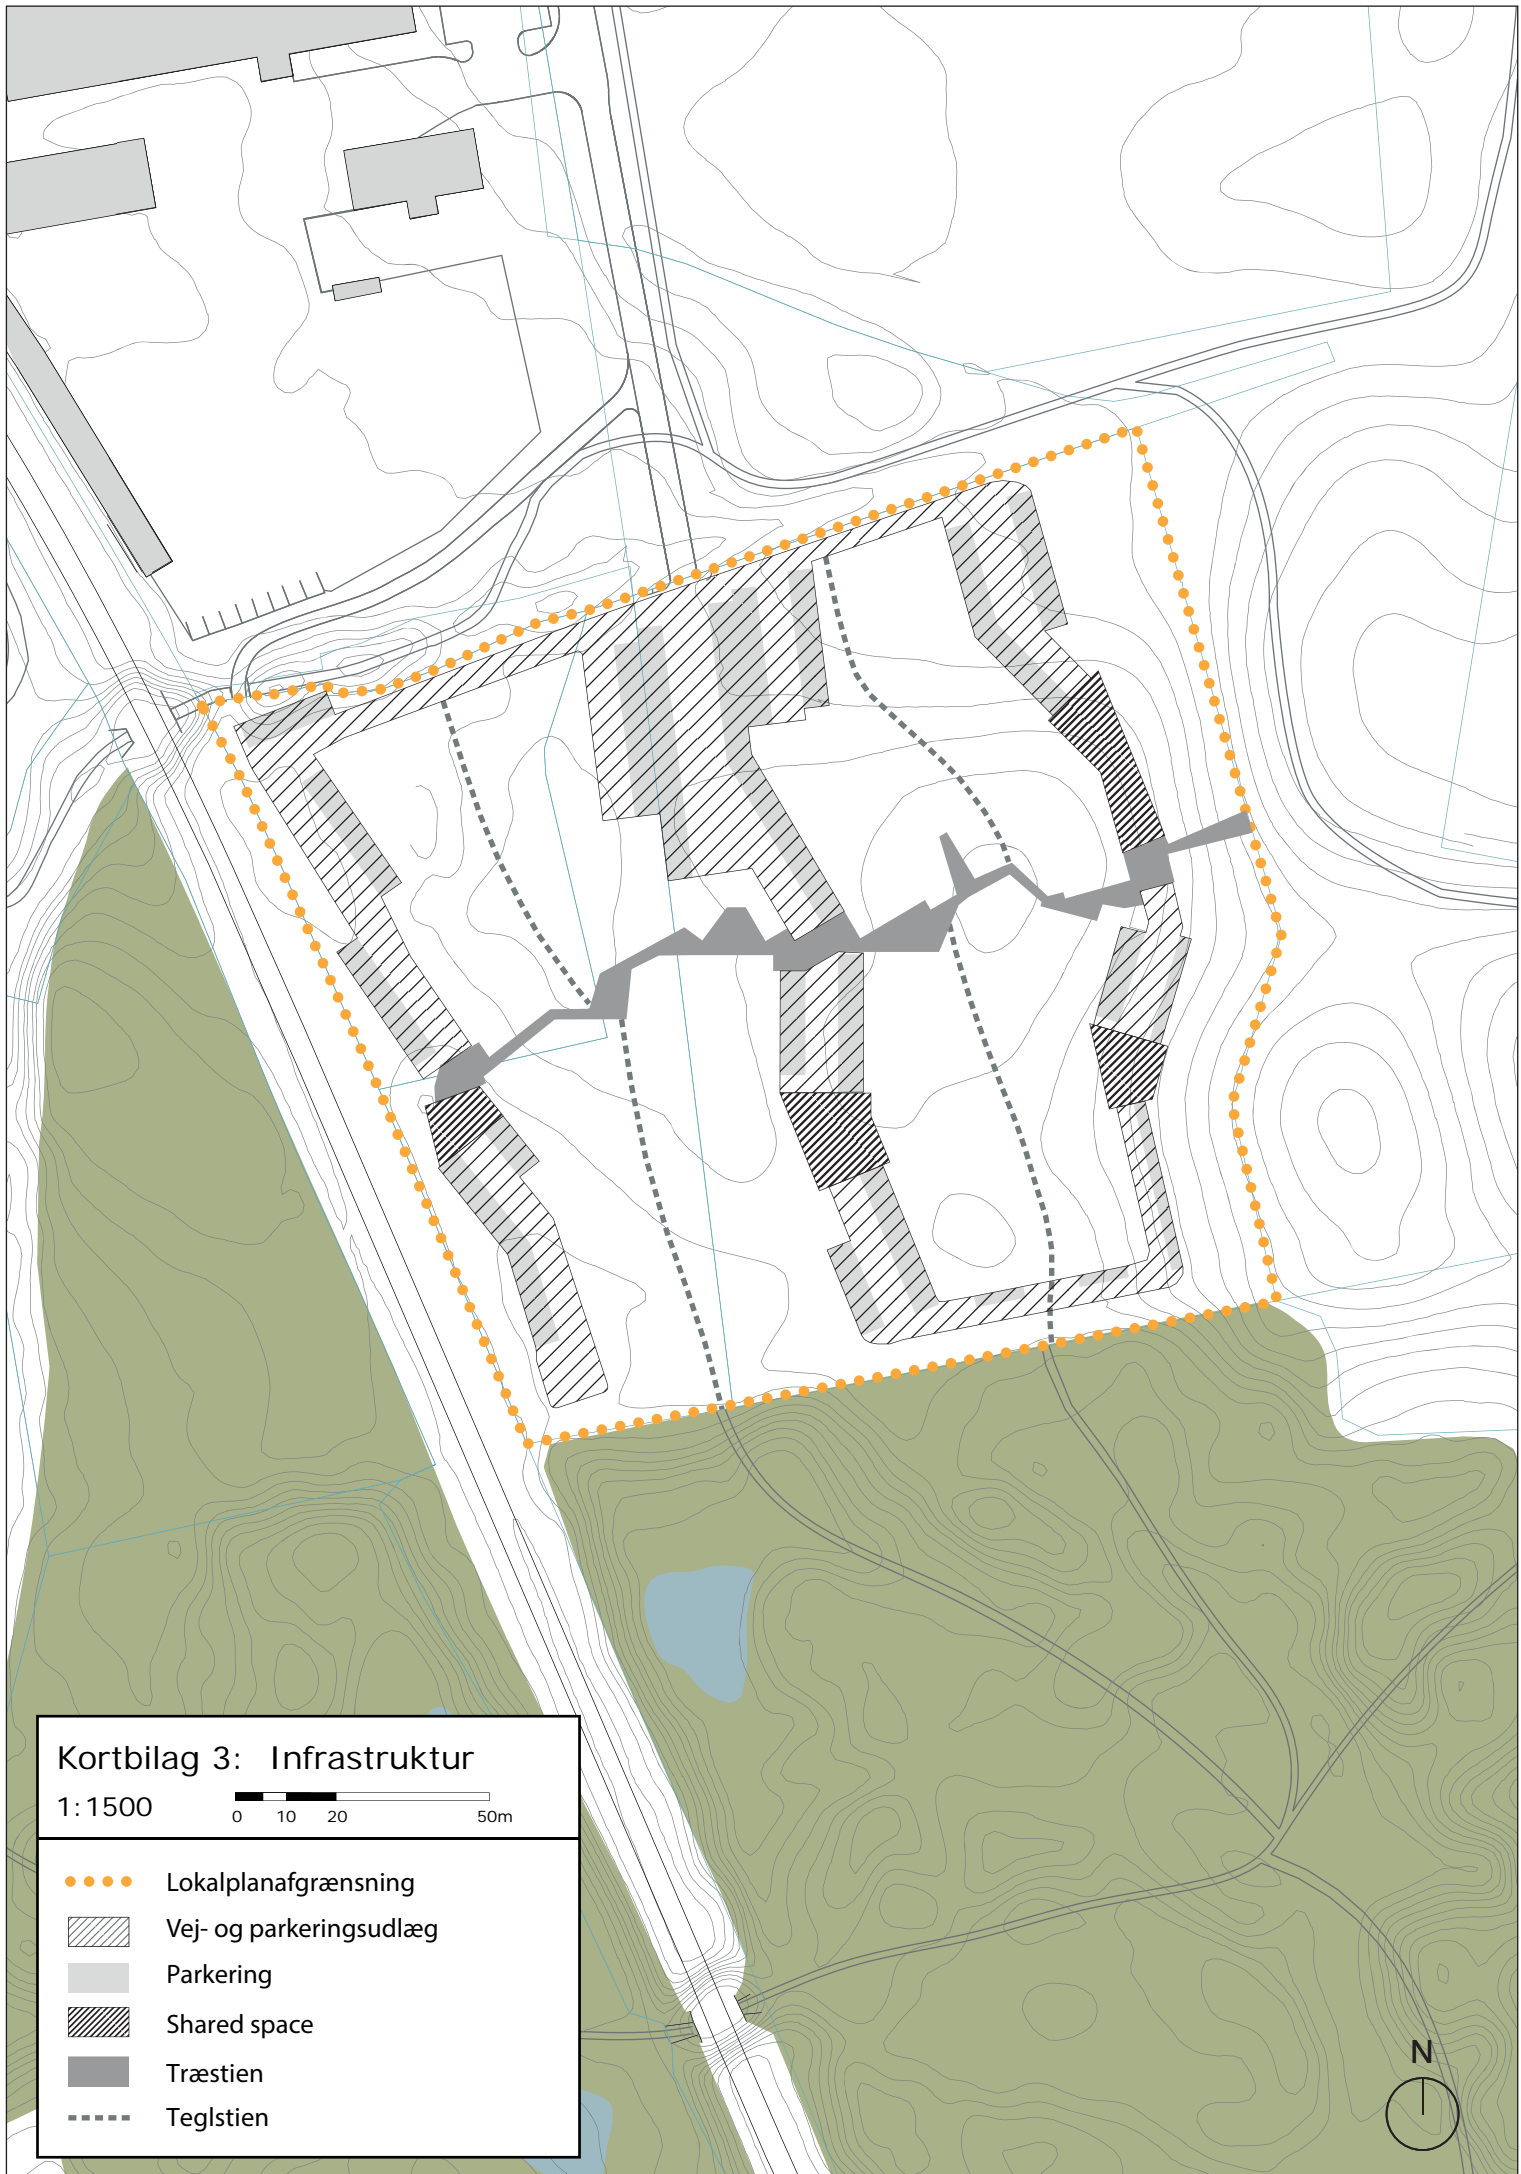 Kortbilag 3: Infrastruktur
1:1500
0 10 20 50m
Lokalplanafgrænsning
Vej- og parkeringsudlæg
Parkering
Shared space
Træstien
Teglstien
N